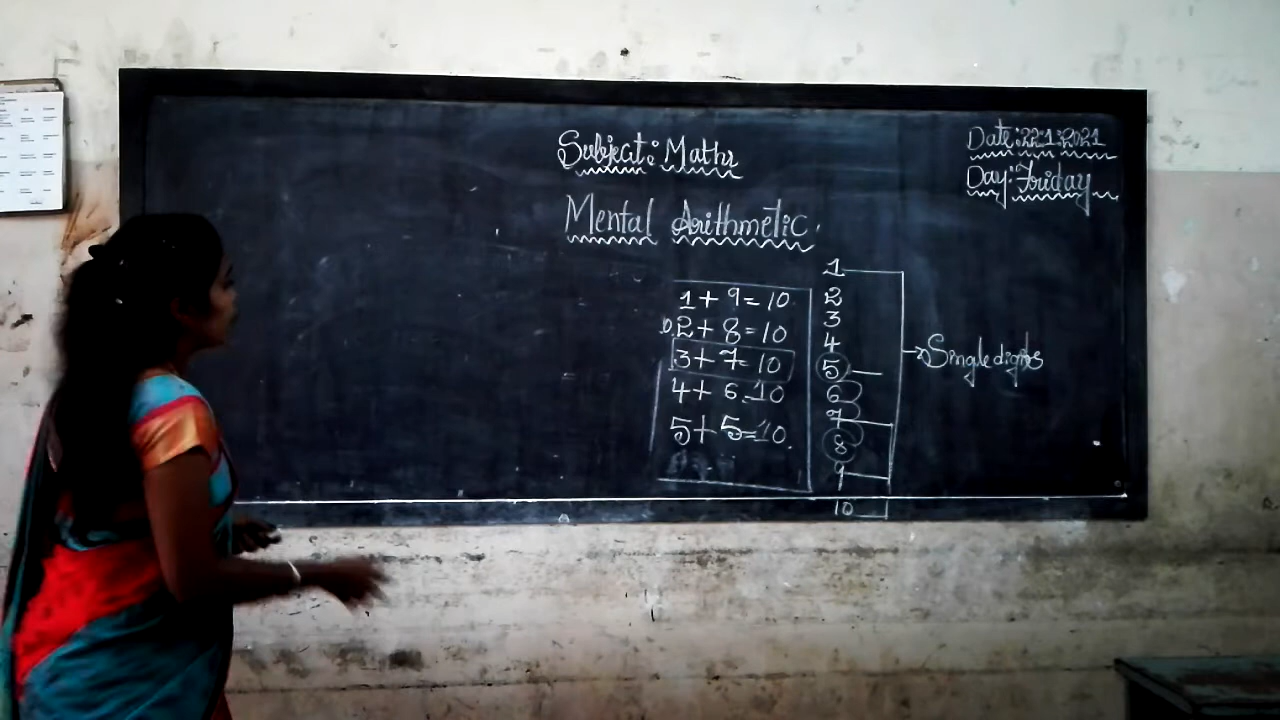 Subject: Maths
Date: 22.1.2021
Day: Friday
Mental Arithmetic.
1 + 9 = 10
2 + 8 = 10
3 + 7 = 10
4 + 6 = 10
5 + 5 = 10.
1
2
3
4
5
6
7
8
9
10
Single digits